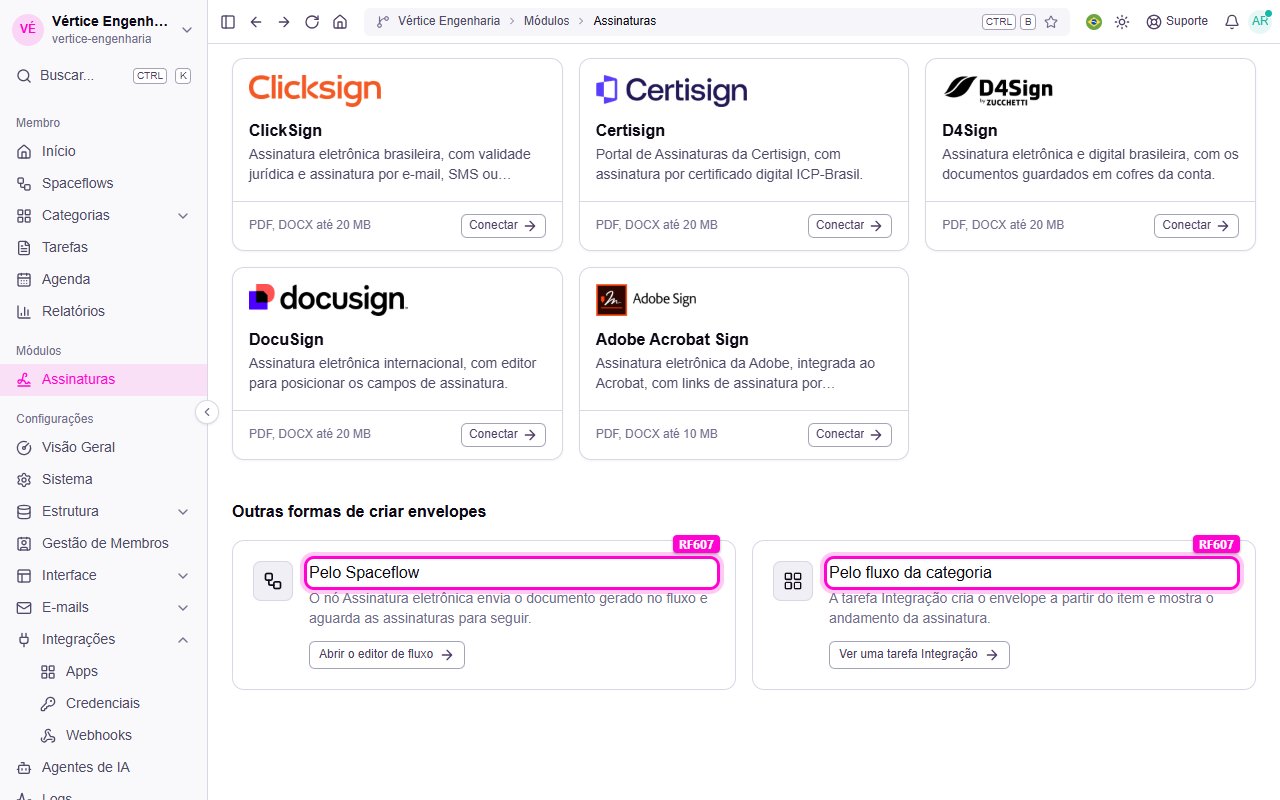 VÉ
Vértice Engenh...
vertice-engenharia
Buscar...
CTRL
K
Membro
Início
Spaceflows
Categorias
Tarefas
Agenda
Relatórios
Módulos
Assinaturas
Configurações
Visão Geral
Sistema
Estrutura
Gestão de Membros
Interface
E-mails
Integrações
Apps
Credenciais
Webhooks
Agentes de IA
Logs
Vértice Engenharia
Módulos
Assinaturas
CTRL
B
Suporte
AR
Clicksign
ClickSign
Assinatura eletrônica brasileira, com validade
jurídica e assinatura por e-mail, SMS ou…
PDF, DOCX até 20 MB
Conectar
Certisign
Certisign
Portal de Assinaturas da Certisign, com
assinatura por certificado digital ICP-Brasil.
PDF, DOCX até 20 MB
Conectar
D4Sign
by ZUCCHETTI
D4Sign
Assinatura eletrônica e digital brasileira, com os
documentos guardados em cofres da conta.
PDF, DOCX até 20 MB
Conectar
docusign
DocuSign
Assinatura eletrônica internacional, com editor
para posicionar os campos de assinatura.
PDF, DOCX até 20 MB
Conectar
Adobe Sign
Adobe Acrobat Sign
Assinatura eletrônica da Adobe, integrada ao
Acrobat, com links de assinatura por…
PDF, DOCX até 10 MB
Conectar
Outras formas de criar envelopes
RF607
Pelo Spaceflow
O nó Assinatura eletrônica envia o documento gerado no fluxo e
aguarda as assinaturas para seguir.
Abrir o editor de fluxo
RF607
Pelo fluxo da categoria
A tarefa Integração cria o envelope a partir do item e mostra o
andamento da assinatura.
Ver uma tarefa Integração